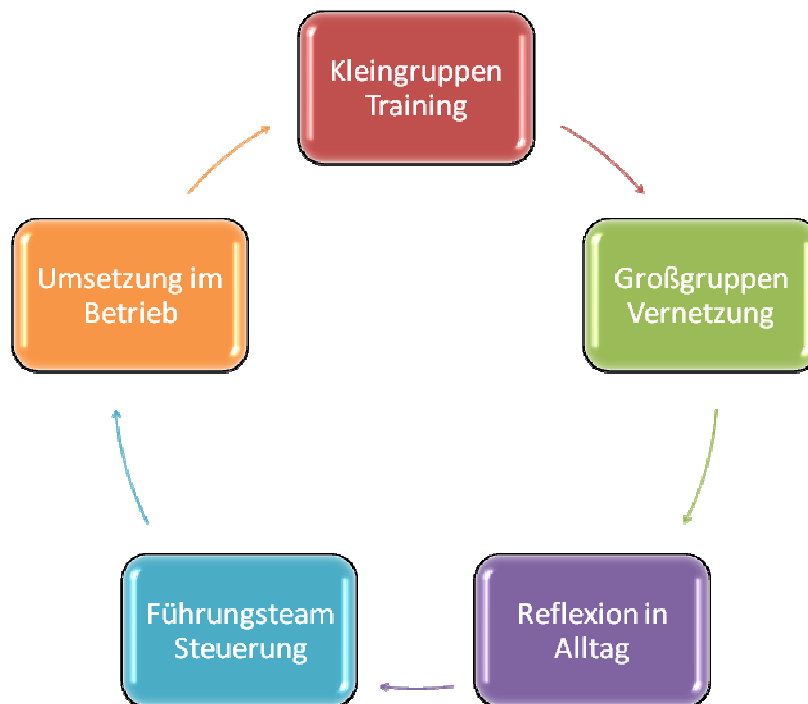 Kleingruppen
Training
Großgruppen
Vernetzung
Reflexion in
Alltag
Führungsteam
Steuerung
Umsetzung im
Betrieb